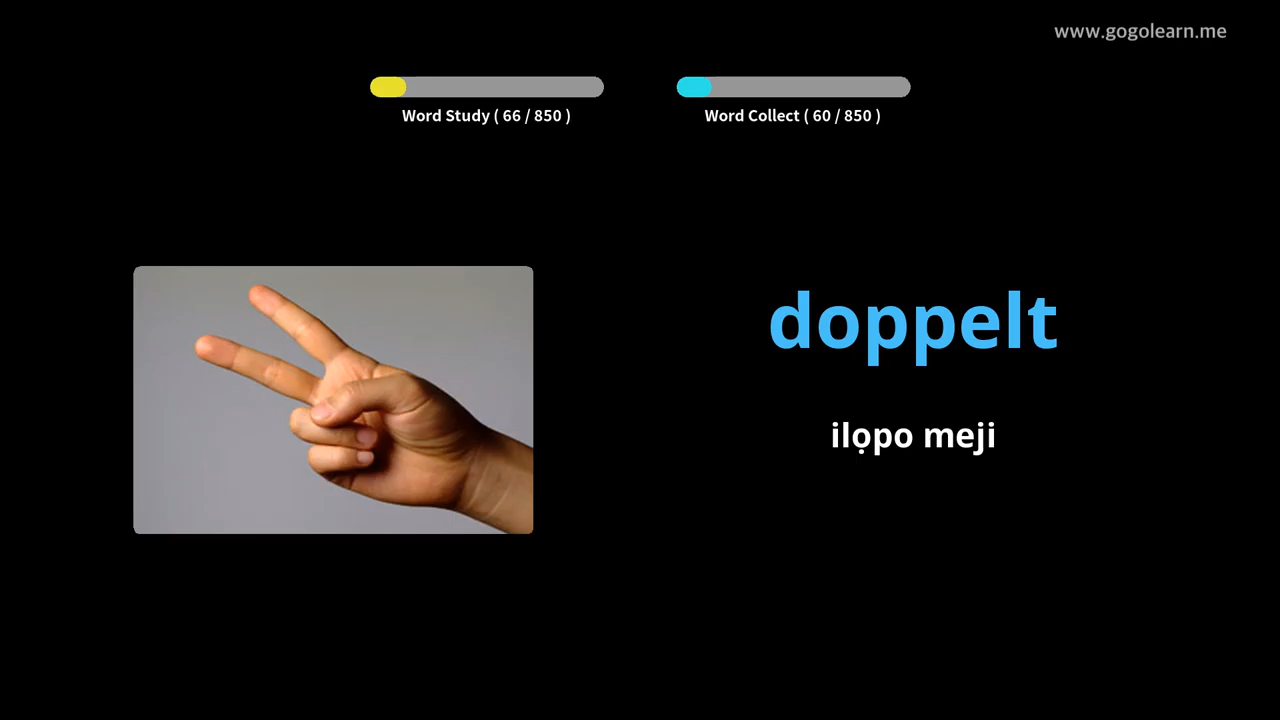 www.gogolearn.me
Word Study ( 66 / 850 )
Word Collect ( 60 / 850 )
doppelt
ilọpo meji